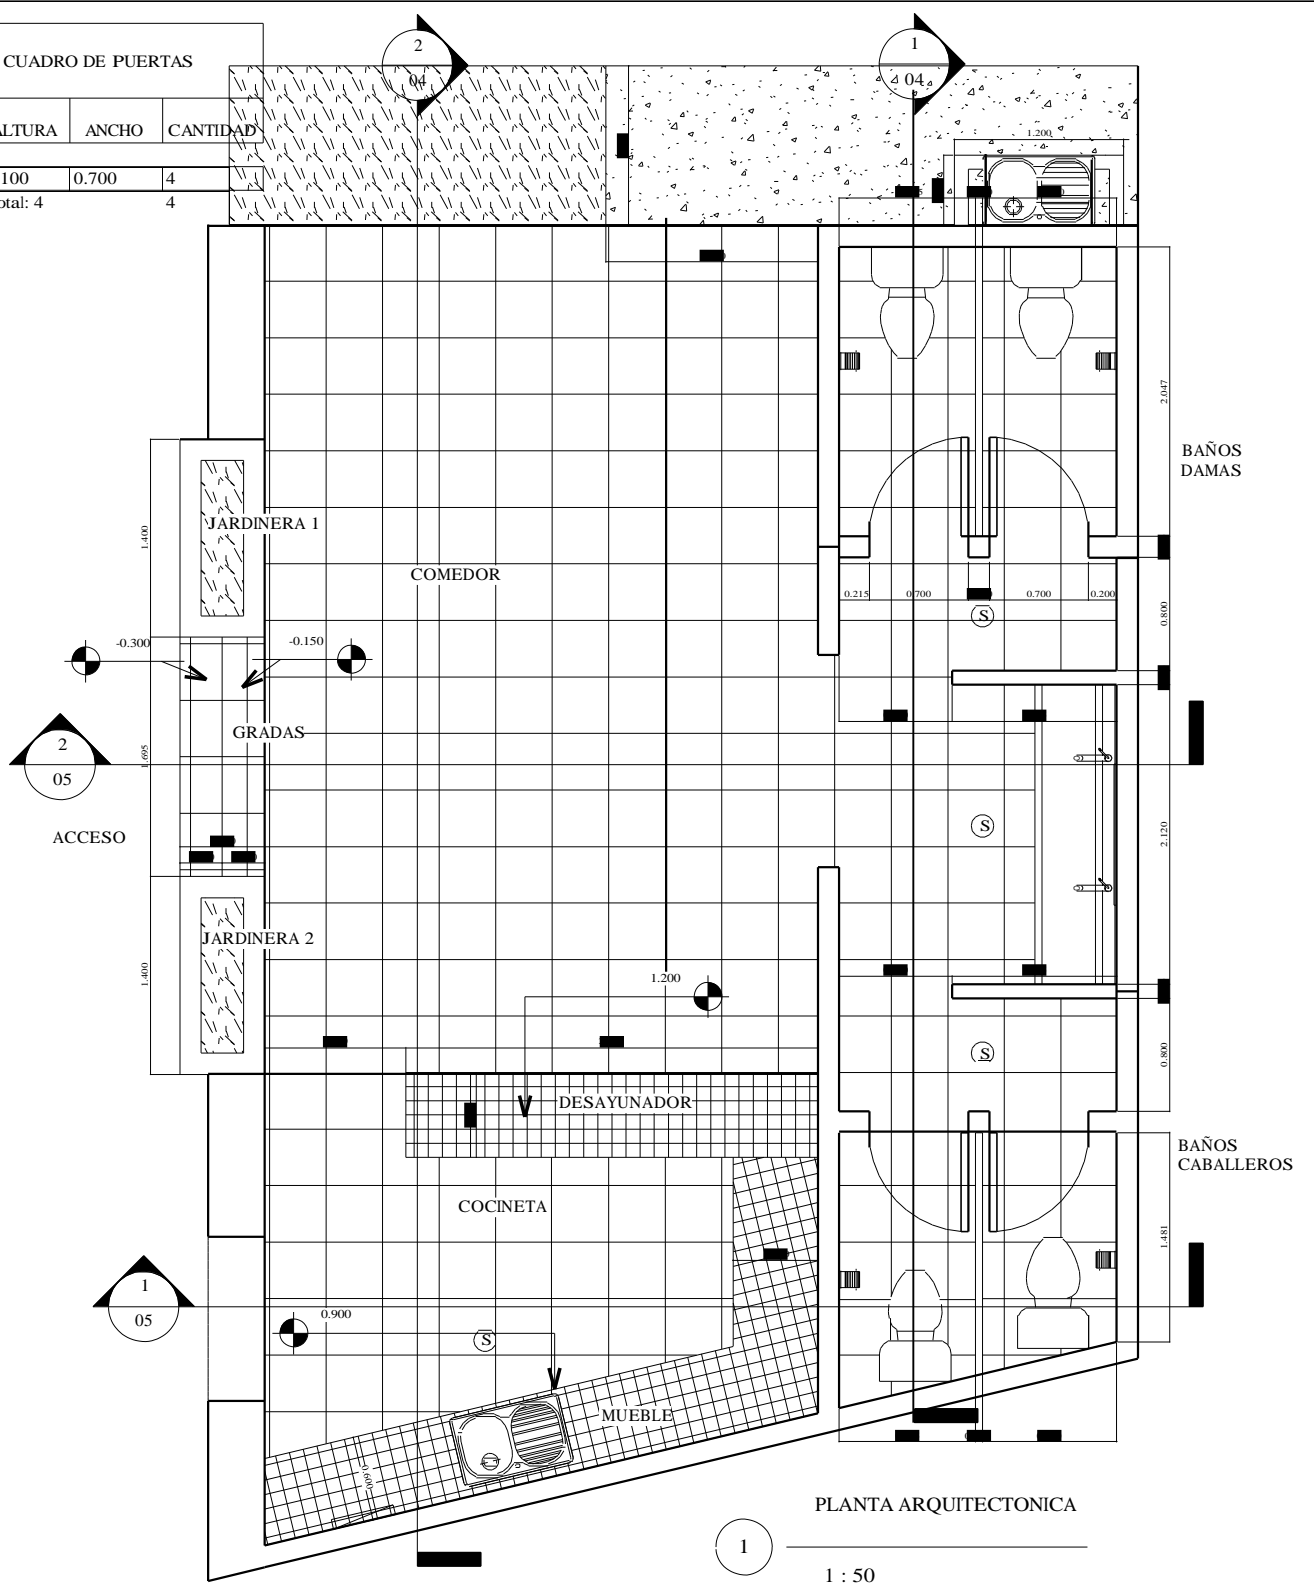 CUADRO DE PUERTAS
ALTURA ANCHO CANTIDAD
100 0.700 4
otal: 4 4
2
04
1
04
1.200
2.047
BAÑOS
DAMAS
JARDINERA 1
1.400
COMEDOR
0.215 0.700 0.700 0.200
S
0.800
-0.300
-0.150
GRADAS
2
05
1.695
ACCESO
S
2.120
JARDINERA 2
1.400
1.200
S
0.800
DESAYUNADOR
BAÑOS
CABALLEROS
COCINETA
1.481
1
05
0.900
S
MUEBLE
0.600
PLANTA ARQUITECTONICA
1
1 : 50